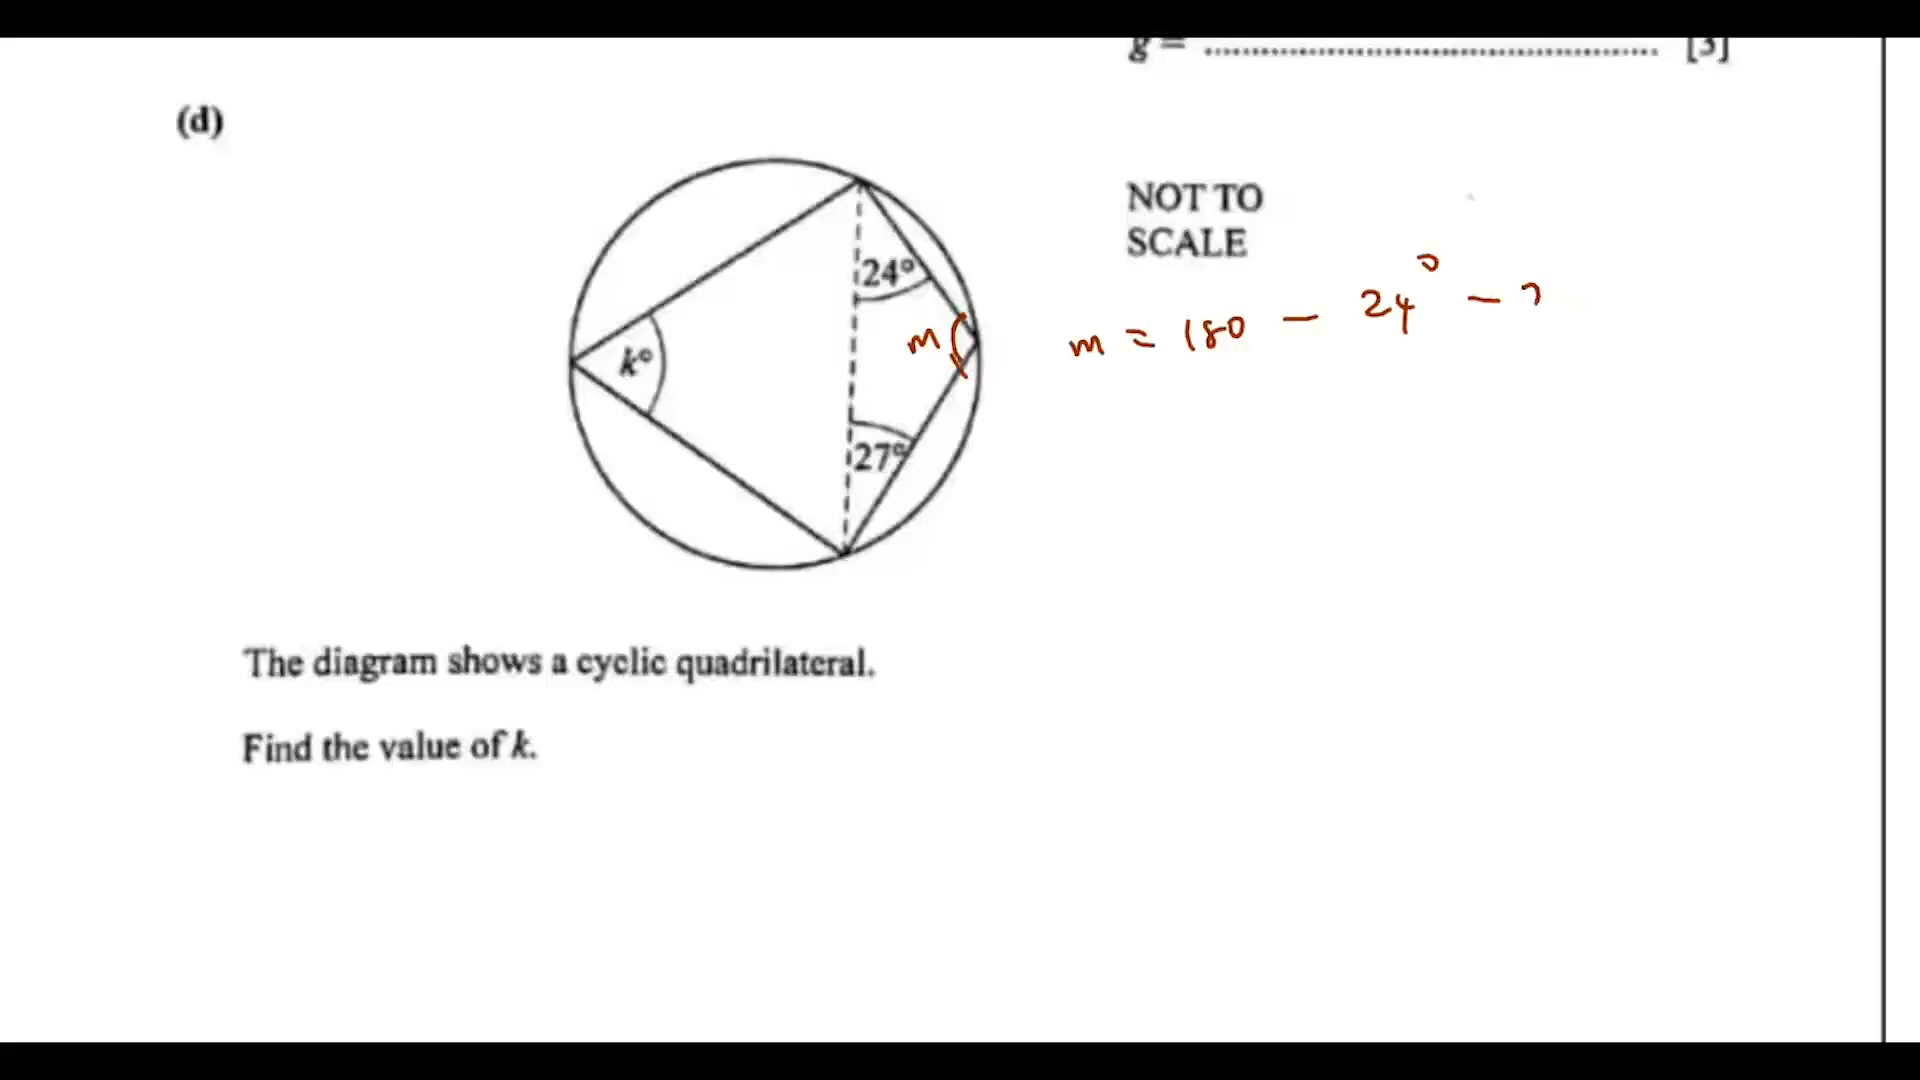 g = ........................................ [3]
(d)
NOT TO
SCALE
24°
m = 180 - 24° -
m
k°
27°
The diagram shows a cyclic quadrilateral.
Find the value of k.